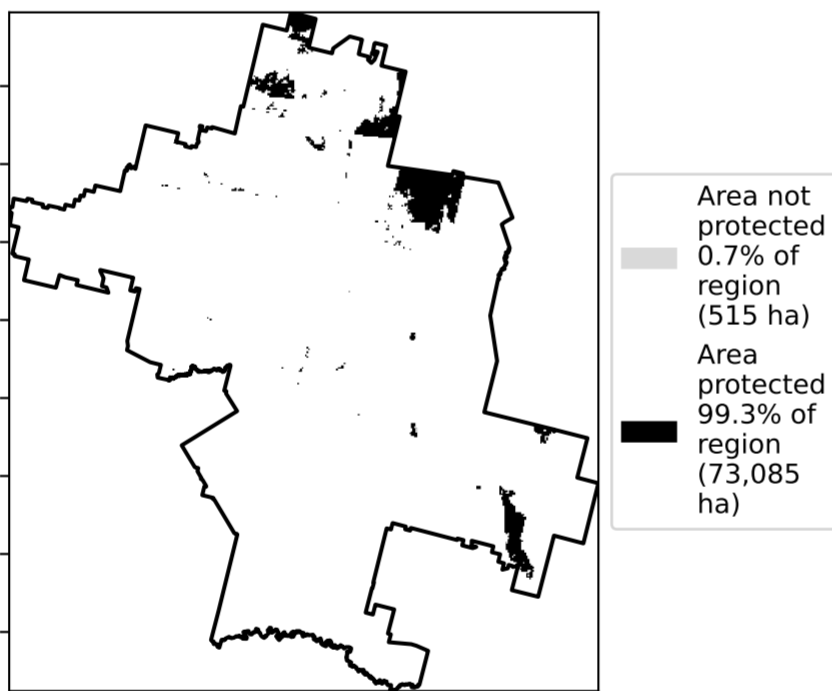 Area not
protected
0.7% of
region
(515 ha)
Area
protected
99.3% of
region
(73,085
ha)